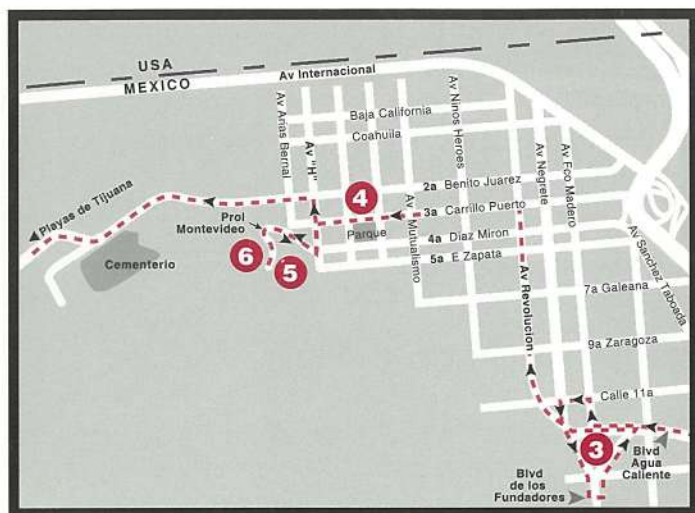 USA
MEXICO
Av Internacional
Av Arias Bernal
Av "H"
Baja California
Coahuila
Av Ninos Heroes
Av Negrete
Av Fco Madero
2a Benito Juarez
4
3a Carrillo Puerto
Playas de Tijuana
Prol
Montevideo
Parque
Av Mutualismo
4a Diaz Miron
5a E Zapata
Av Sanchez Taboada
Cementerio
6
5
Av Revolucion
7a Galeana
9a Zaragoza
Calle 11a
3
Blvd
Agua
Caliente
Blvd
de los
Fundadores